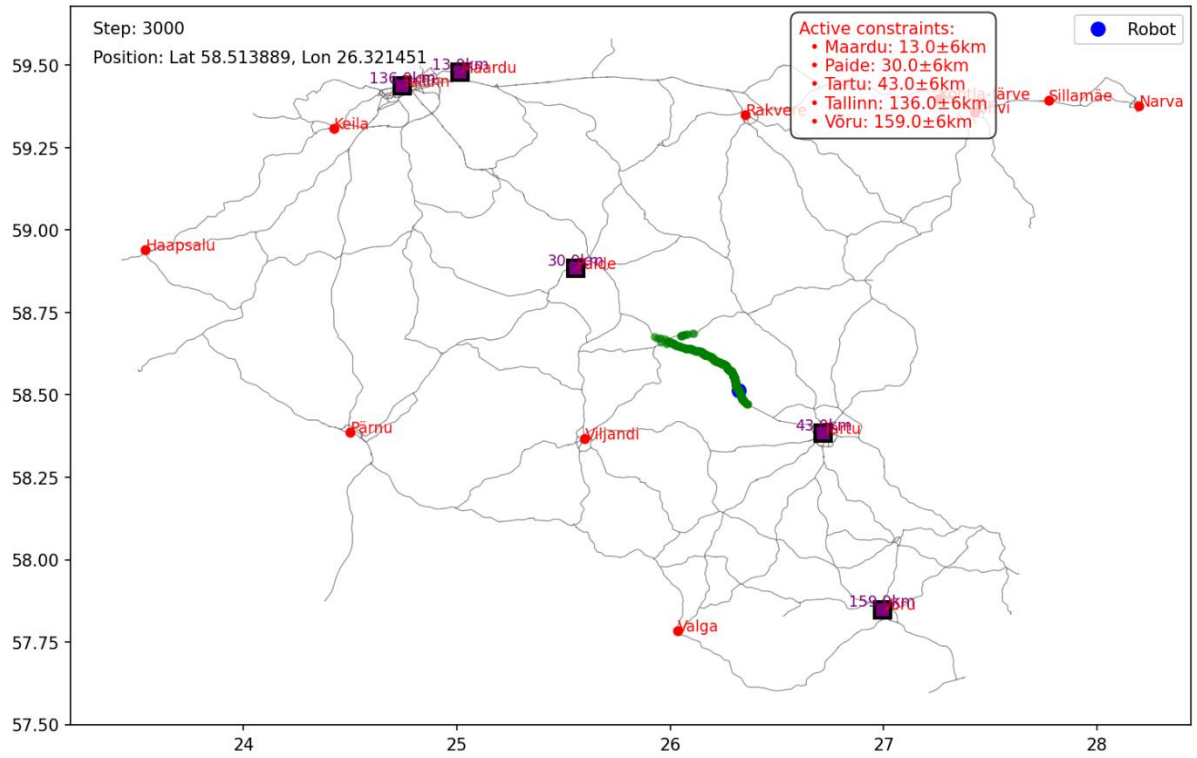 Step: 3000
Position: Lat 58.513889, Lon 26.321451
Active constraints:
• Maardu: 13.0±6km
• Paide: 30.0±6km
• Tartu: 43.0±6km
• Tallinn: 136.0±6km
• Võru: 159.0±6km
Robot
59.50
59.25
59.00
58.75
58.50
58.25
58.00
57.75
57.50
24
25
26
27
28
Keila
Rakvere
Sillamäe
Narva
Haapsalu
Pärnu
Viljandi
Valga